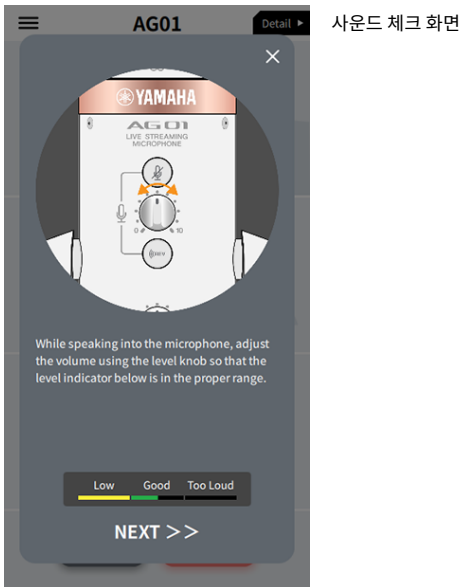 AG01
Detail ▶
사운드 체크 화면
YAMAHA
AG01
LIVE STREAMING
MICROPHONE
0
10
While speaking into the microphone, adjust
the volume using the level knob so that the
level indicator below is in the proper range.
Low Good Too Loud
NEXT >>